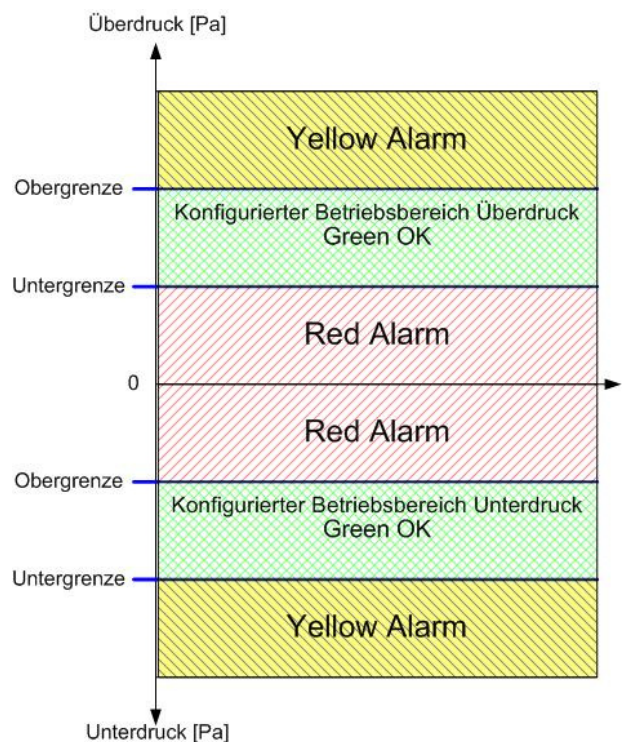 Überdruck [Pa]
Yellow Alarm
Obergrenze
Konfigurierter Betriebsbereich Überdruck
Green OK
Untergrenze
Red Alarm
0
Red Alarm
Obergrenze
Konfigurierter Betriebsbereich Unterdruck
Green OK
Untergrenze
Yellow Alarm
Unterdruck [Pa]